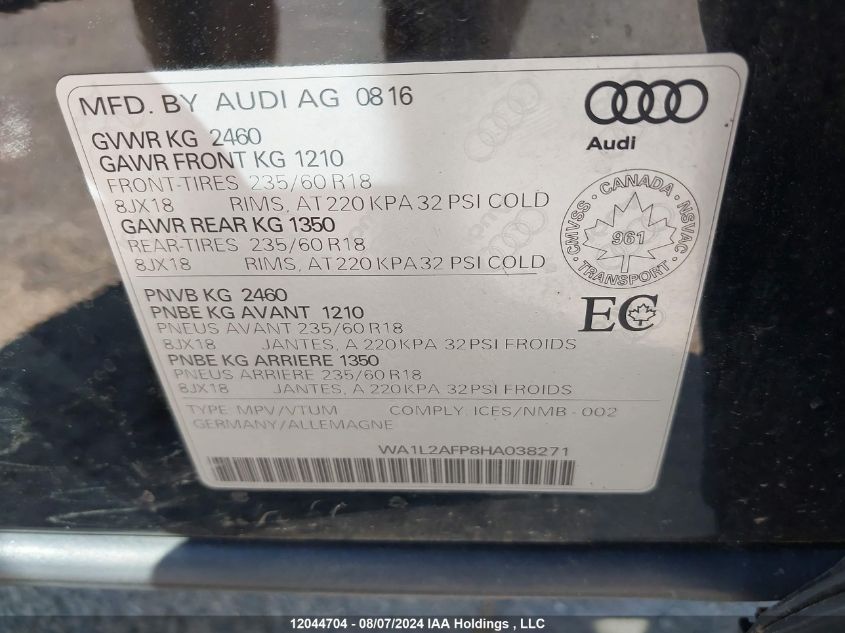 MFD. BY AUDI AG 0816
GVWR KG 2460
GAWR FRONT KG 1210
FRONT-TIRES 235/60 R18
8JX18 RIMS, AT 220 KPA 32 PSI COLD
GAWR REAR KG 1350
REAR-TIRES 235/60 R18
8JX18 RIMS, AT 220 KPA 32 PSI COLD
Audi
CMVSS · CANADA · NSVAC
961
TRANSPORT
PNVB KG 2460
PNBE KG AVANT 1210
PNEUS AVANT 235/60 R18
8JX18 JANTES, A 220 KPA 32 PSI FROIDS
PNBE KG ARRIERE 1350
PNEUS ARRIERE 235/60 R18
8JX18 JANTES, A 220 KPA 32 PSI FROIDS
EC
TYPE: MPV/VTUM COMPLY. ICES/NMB - 002
GERMANY/ALLEMAGNE
WA1L2AFP8HA038271
12044704 - 08/07/2024 IAA Holdings , LLC